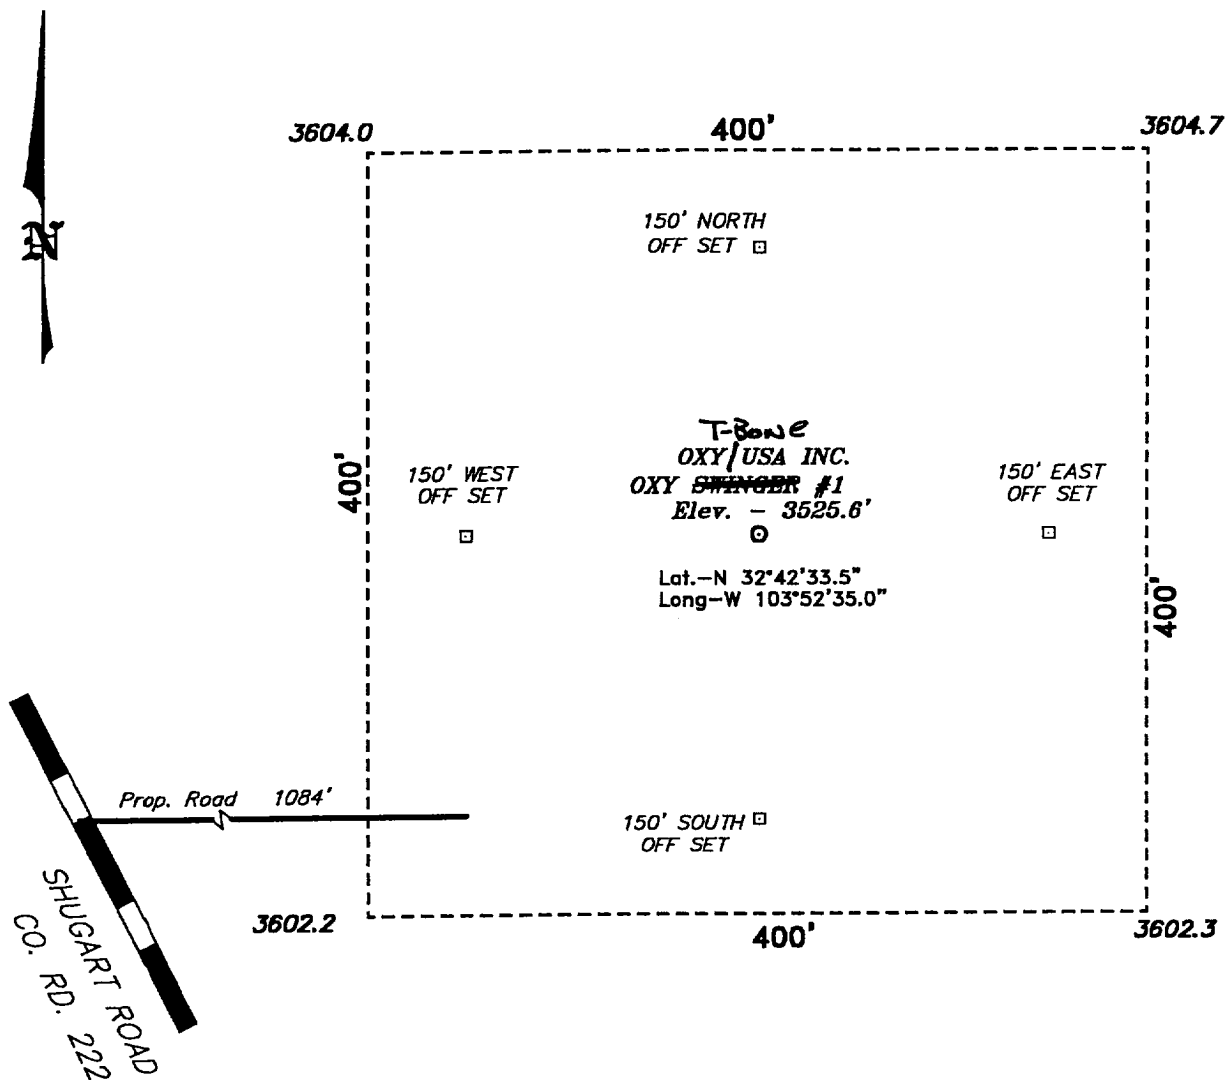 3604.0
400'
3604.7
N
150' NORTH
OFF SET
T-Bone
OXY/USA INC.
OXY SWINGER #1
Elev. - 3525.6'
400'
150' WEST
OFF SET
150' EAST
OFF SET
Lat.-N 32°42'33.5"
Long-W 103°52'35.0"
400'
Prop. Road 1084'
150' SOUTH
OFF SET
3602.2
400'
3602.3
SHUGART ROAD
CO. RD. 222